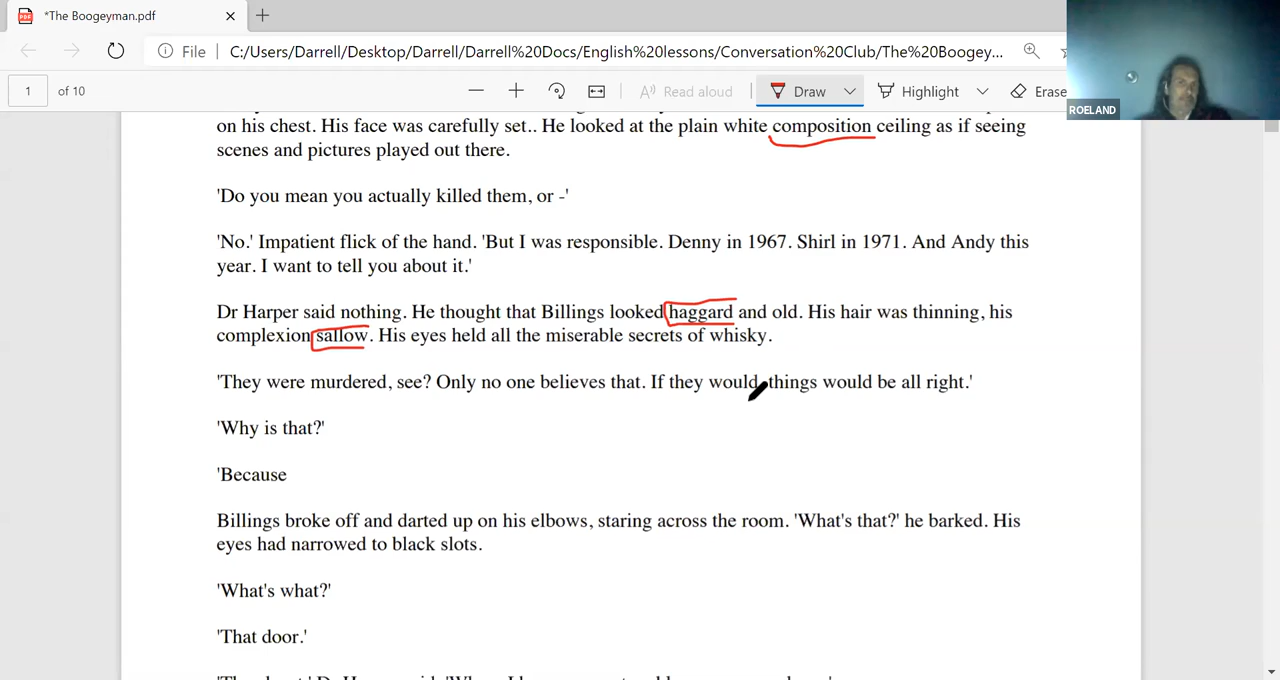 *The Boogeyman.pdf
File
C:/Users/Darrell/Desktop/Darrell/Darrell%20Docs/English%20lessons/Conversation%20Club/The%20Boogey...
1 of 10
Read aloud
Draw
Highlight
Erase
ROELAND
on his chest. His face was carefully set.. He looked at the plain white composition ceiling as if seeing
scenes and pictures played out there.
'Do you mean you actually killed them, or -'
'No.' Impatient flick of the hand. 'But I was responsible. Denny in 1967. Shirl in 1971. And Andy this
year. I want to tell you about it.'
Dr Harper said nothing. He thought that Billings looked haggard and old. His hair was thinning, his
complexion sallow. His eyes held all the miserable secrets of whisky.
'They were murdered, see? Only no one believes that. If they would, things would be all right.'
'Why is that?'
'Because
Billings broke off and darted up on his elbows, staring across the room. 'What's that?' he barked. His
eyes had narrowed to black slots.
'What's what?'
'That door.'